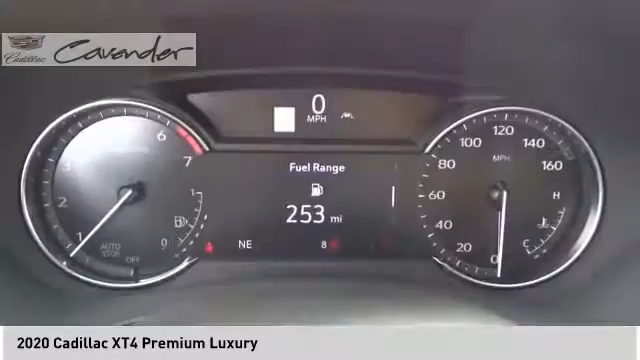 Cadillac
Cavender
0
MPH
Fuel Range
253 mi
NE
8
1
2
3
6
7
AUTO
STOP
OFF
1
0
0
20
40
60
80
100
120
140
160
MPH
H
C
2020 Cadillac XT4 Premium Luxury